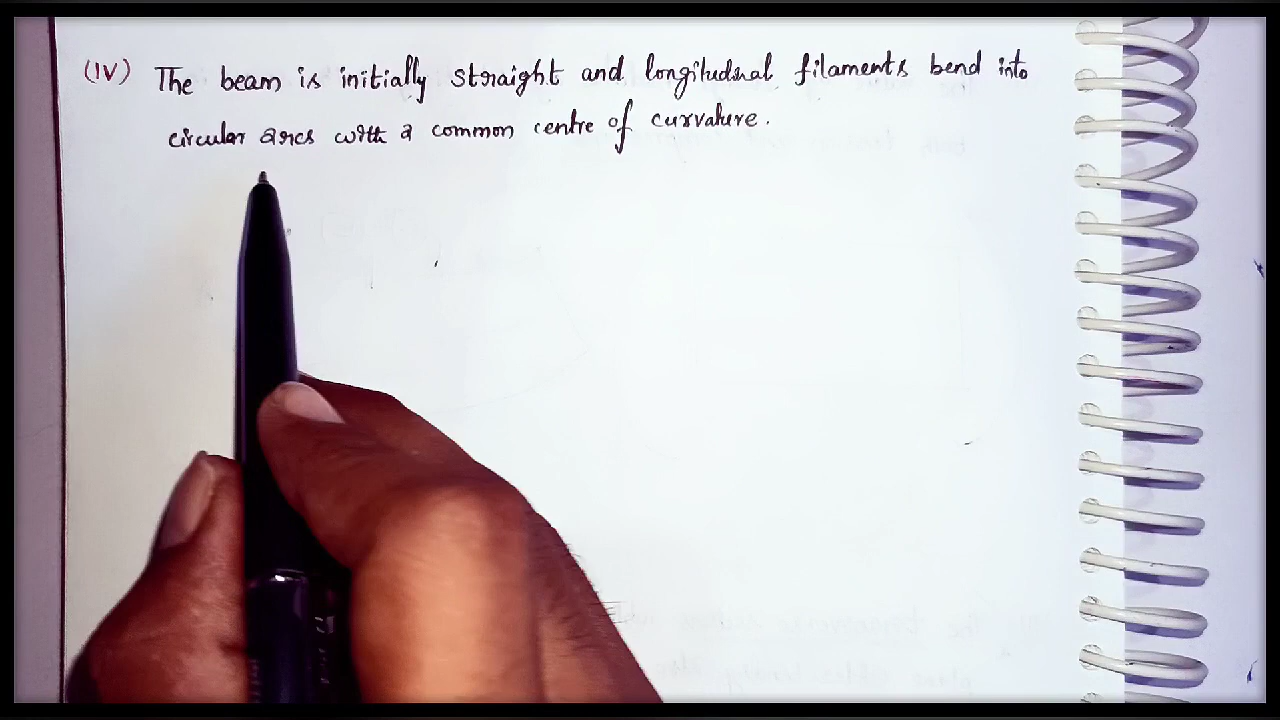 (IV) The beam is initially straight and longitudinal filaments bend into
circular arcs with a common centre of curvature.